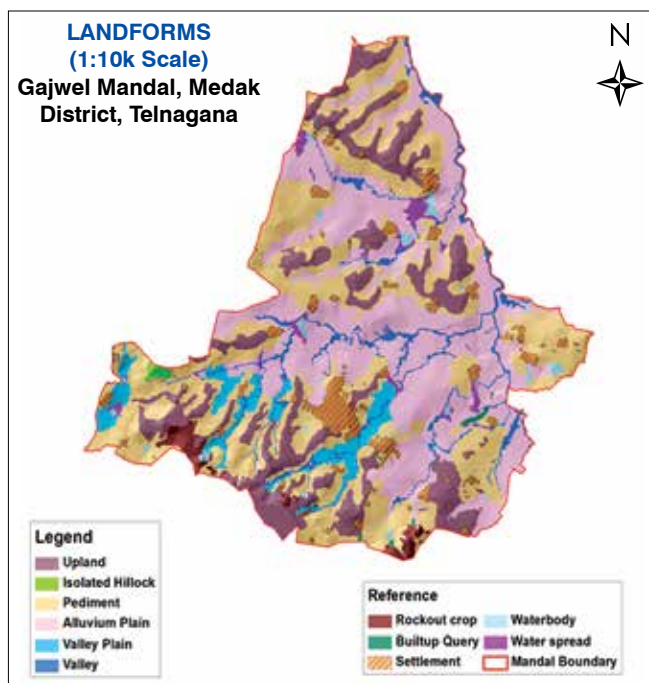 LANDFORMS
(1:10k Scale)
Gajwel Mandal, Medak
District, Telnagana
N
Legend
Upland
Isolated Hillock
Pediment
Alluvium Plain
Valley Plain
Valley
Reference
Rockout crop
Builtup Query
Settlement
Waterbody
Water spread
Mandal Boundary